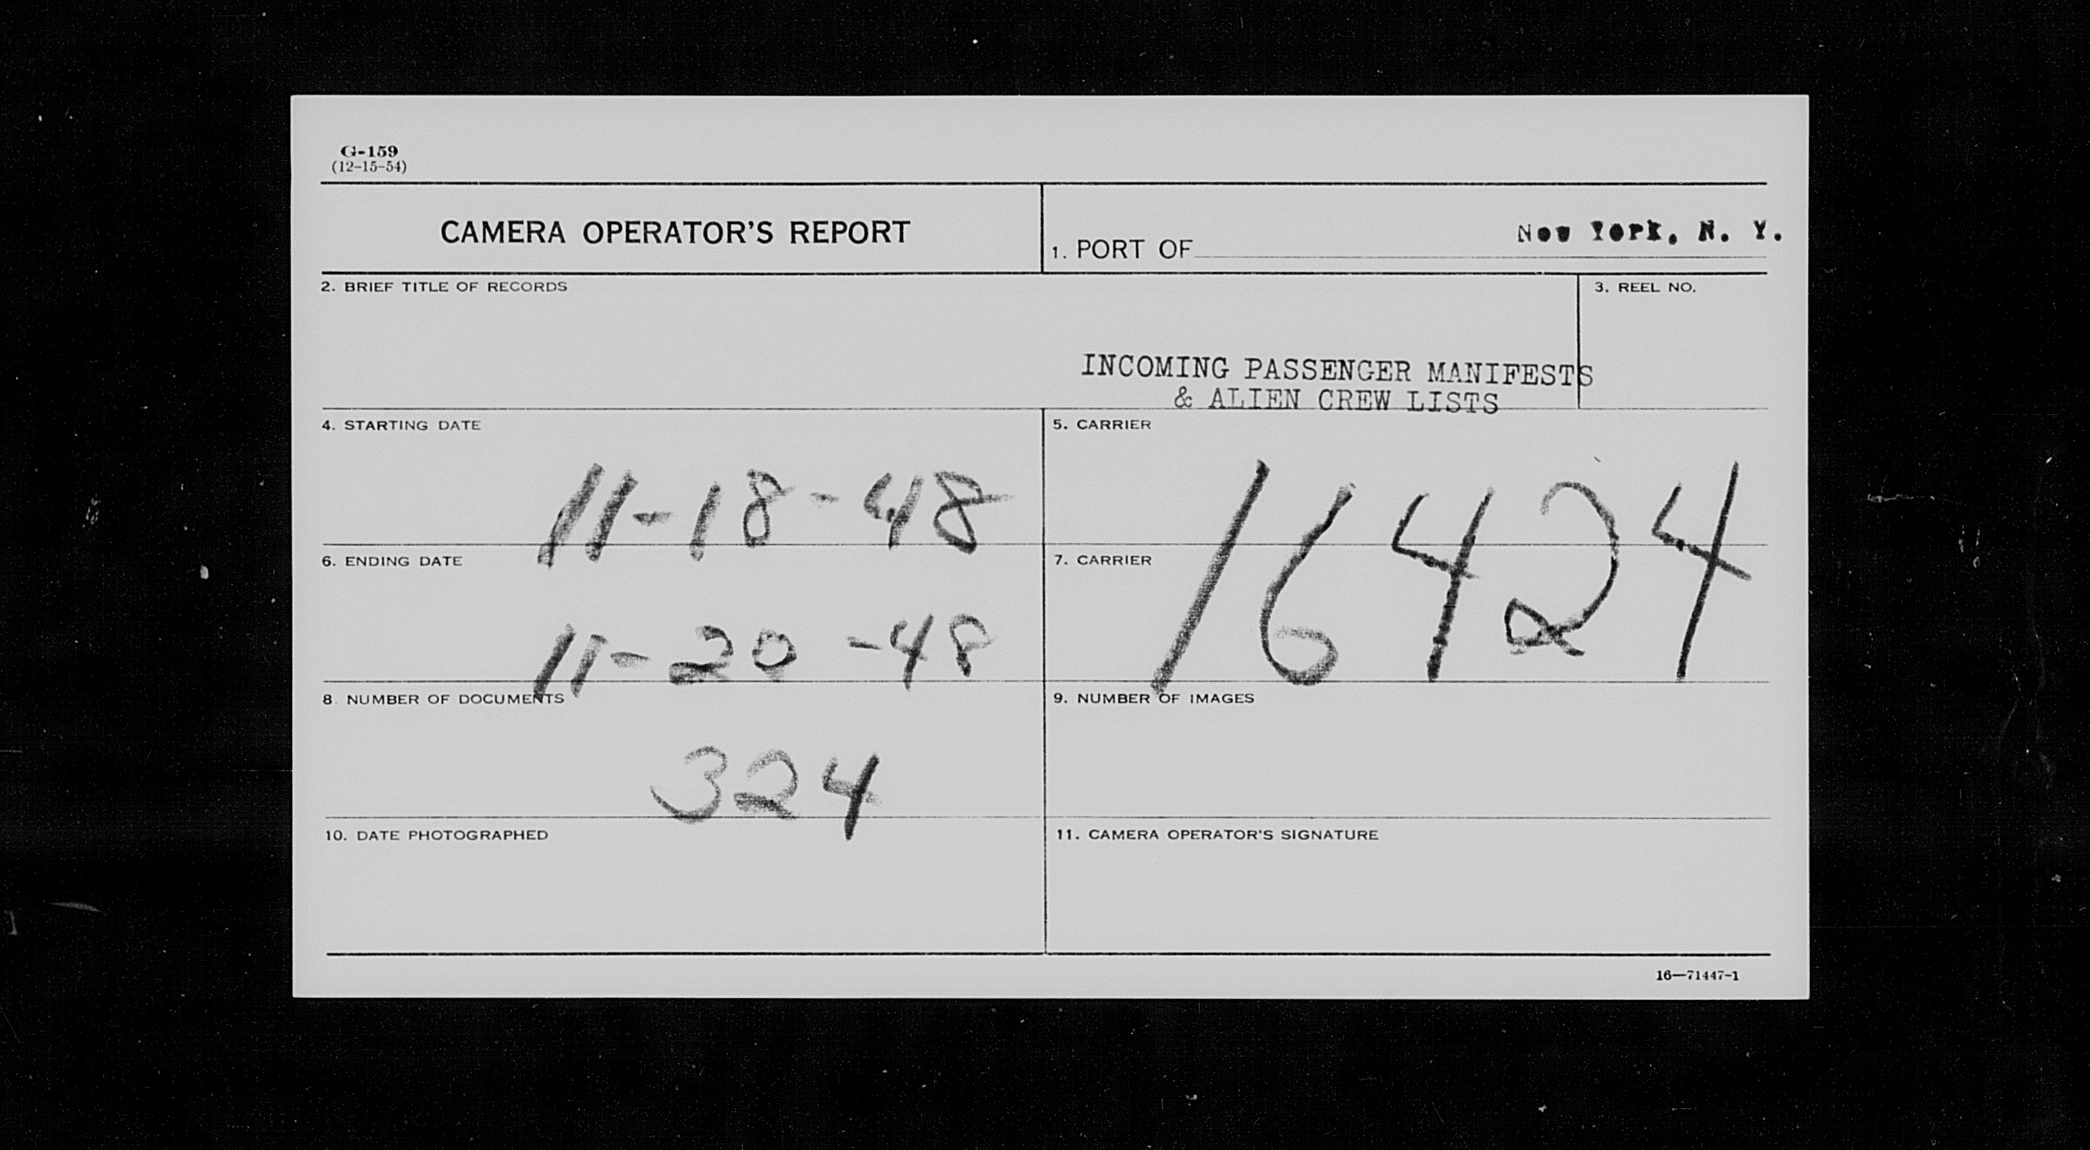 G-159
(12-15-54)
CAMERA OPERATOR'S REPORT
1. PORT OF New York, N. Y.
2. BRIEF TITLE OF RECORDS
3. REEL NO.
INCOMING PASSENGER MANIFESTS
& ALIEN CREW LISTS
4. STARTING DATE
11-18-48
5. CARRIER
16424
6. ENDING DATE
11-20-48
7. CARRIER
8. NUMBER OF DOCUMENTS
324
9. NUMBER OF IMAGES
10. DATE PHOTOGRAPHED
11. CAMERA OPERATOR'S SIGNATURE
16—71447-1